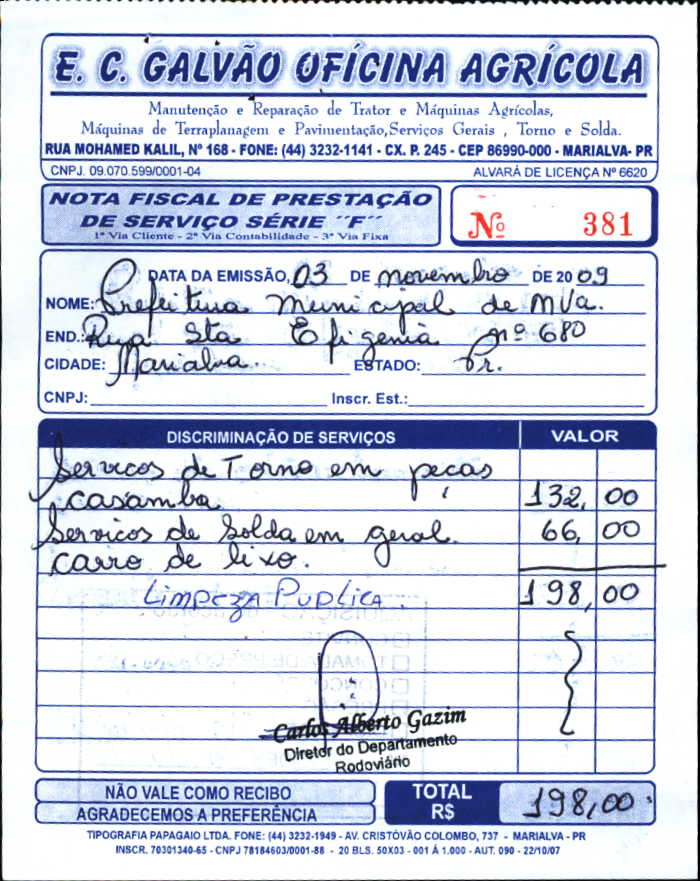 E. C. GALVÃO OFÍCINA AGRÍCOLA
Manutenção e Reparação de Trator e Máquinas Agrícolas,
Máquinas de Terraplanagem e Pavimentação,Serviços Gerais , Torno e Solda.
RUA MOHAMED KALIL, Nº 168 - FONE: (44) 3232-1141 - CX. P. 245 - CEP 86990-000 - MARIALVA- PR
CNPJ. 09.070.599/0001-04 ALVARÁ DE LICENÇA Nº 6620
NOTA FISCAL DE PRESTAÇÃO
DE SERVIÇO SÉRIE ´´F´´
1ª Via Cliente - 2ª Via Contabilidade - 3ª Via Fixa
Nº 381
DATA DA EMISSÃO, 03 DE novembro DE 2009
NOME: Prefeitura Municipal de MVa.
END.: Rua Sta Efigenia nº 680
CIDADE: Marialva. ESTADO: Pr.
CNPJ: Inscr. Est.:
DISCRIMINAÇÃO DE SERVIÇOS VALOR
Servicos de Torno em pecas
casamba 132,00
Servicos de Solda em geral. 66,00
carro de lixo.
LIMPEZA PUPLICA. 198,00
Carlos Alberto Gazim
Diretor do Departamento
Rodoviário
NÃO VALE COMO RECIBO
AGRADECEMOS A PREFERÊNCIA
TOTAL R$ 198,00
TIPOGRAFIA PAPAGAIO LTDA. FONE: (44) 3232-1949 - AV. CRISTÓVÃO COLOMBO, 737 - MARIALVA - PR
INSCR. 70301340-65 - CNPJ 78184603/0001-88 - 20 BLS. 50X03 - 001 Á 1.000 - AUT. 090 - 22/10/07